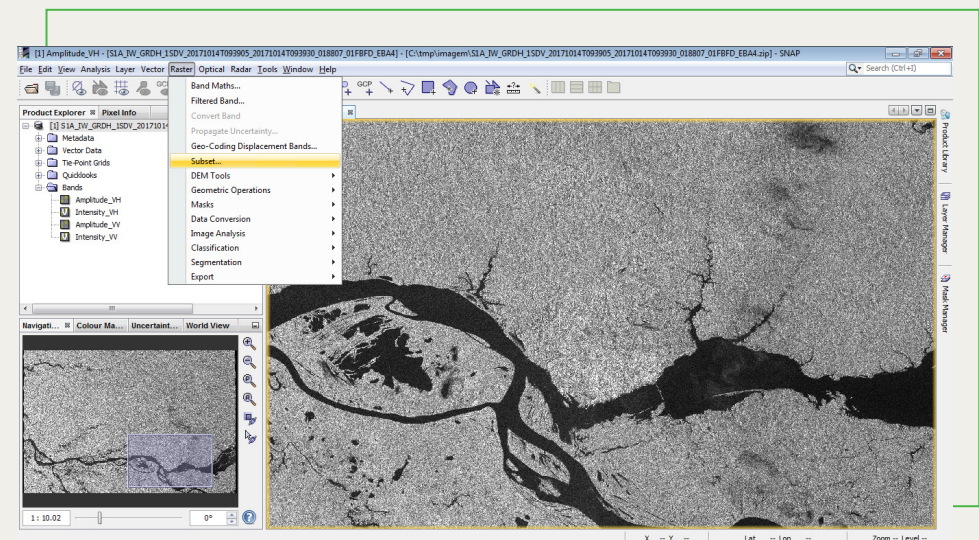 [1] Amplitude_VH - [S1A_IW_GRDH_1SDV_20171014T093905_20171014T093930_018807_01FBFD_EBA4] - [C:\tmp\imagem\S1A_IW_GRDH_1SDV_20171014T093905_20171014T093930_018807_01FBFD_EBA4.zip] - SNAP
File Edit View Analysis Layer Vector Raster Optical Radar Tools Window Help
Search (Ctrl+I)
GCP
Product Explorer Pixel Info
[1] S1A_IW_GRDH_1SDV_2017101
Metadata
Vector Data
Tie-Point Grids
Quicklooks
Bands
Amplitude_VH
Intensity_VH
Amplitude_VV
Intensity_VV
Band Maths...
Filtered Band...
Convert Band
Propagate Uncertainty...
Geo-Coding Displacement Bands...
Subset...
DEM Tools
Geometric Operations
Masks
Data Conversion
Image Analysis
Classification
Segmentation
Export
Product Library
Layer Manager
Mask Manager
Navigati... Colour Ma... Uncertaint... World View
1 : 10.02
0°
X -- Y -- Lat -- Lon -- Zoom -- Level --